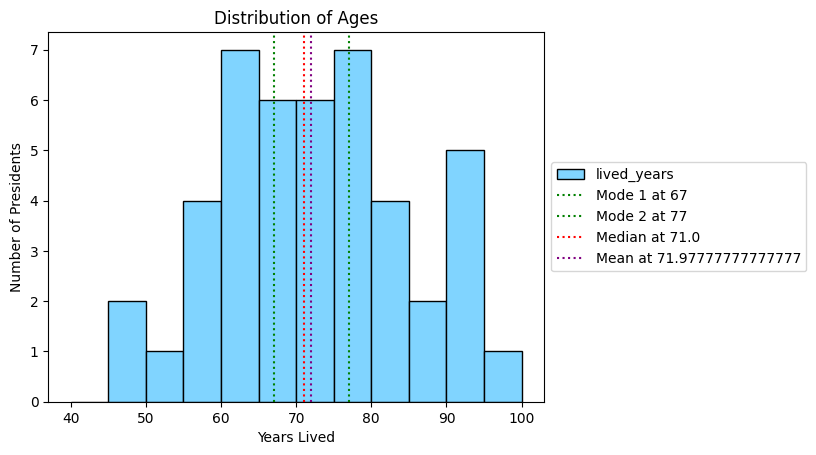 Distribution of Ages
Number of Presidents
7
6
5
4
3
2
1
0
40 50 60 70 80 90 100
Years Lived
lived_years
Mode 1 at 67
Mode 2 at 77
Median at 71.0
Mean at 71.97777777777777